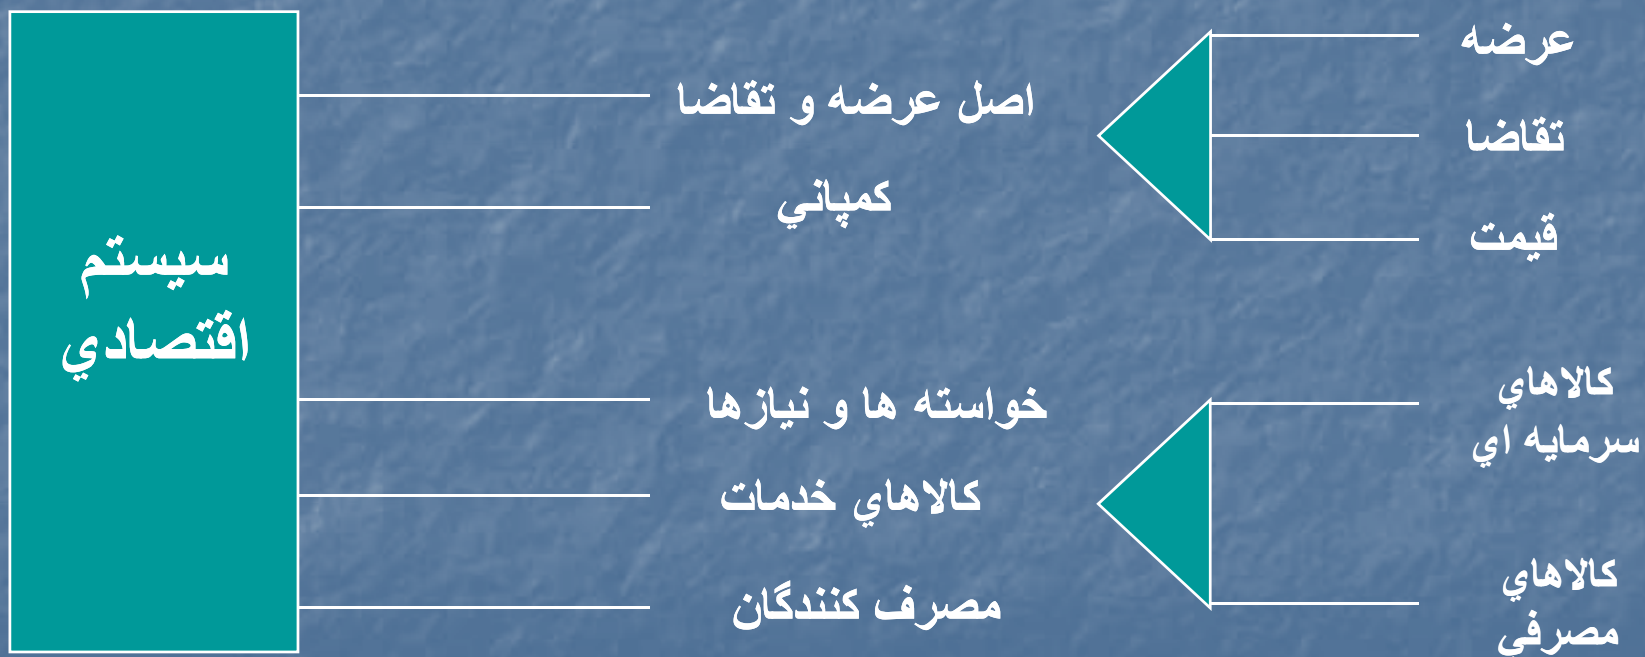 سيستم
اقتصادي
اصل عرضه و تقاضا
كمپاني
خواسته ها و نيازها
كالاهاي خدمات
مصرف كنندگان
عرضه
تقاضا
قيمت
كالاهاي
سرمايه اي
كالاهاي
مصرفي